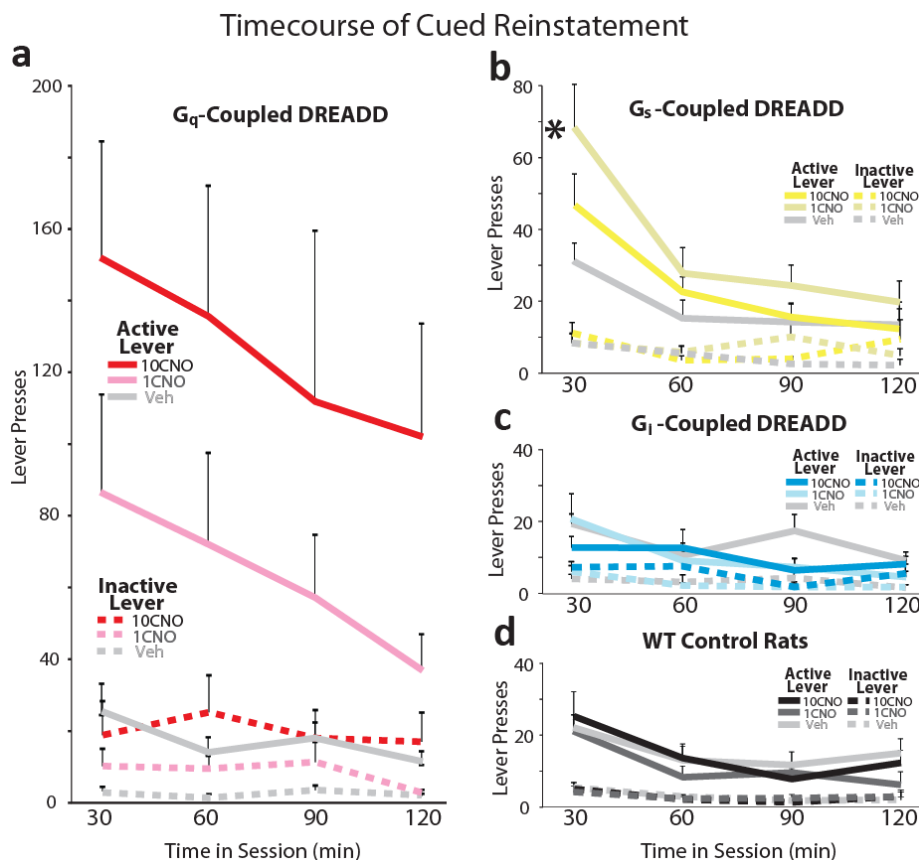 Timecourse of Cued Reinstatement
a
Gq-Coupled DREADD
200
160
120
80
40
0
Lever Presses
Active
Lever
10CNO
1CNO
Veh
Inactive
Lever
10CNO
1CNO
Veh
30 60 90 120
Time in Session (min)
b
Gs-Coupled DREADD
80
60
40
20
0
Lever Presses
*
Active Inactive
Lever Lever
10CNO 10CNO
1CNO 1CNO
Veh Veh
30 60 90 120
c
GI -Coupled DREADD
40
20
0
Lever Presses
Active Inactive
Lever Lever
10CNO 10CNO
1CNO 1CNO
Veh Veh
30 60 90 120
d
WT Control Rats
40
20
0
Lever Presses
Active Inactive
Lever Lever
10CNO 10CNO
1CNO 1CNO
Veh Veh
30 60 90 120
Time in Session (min)